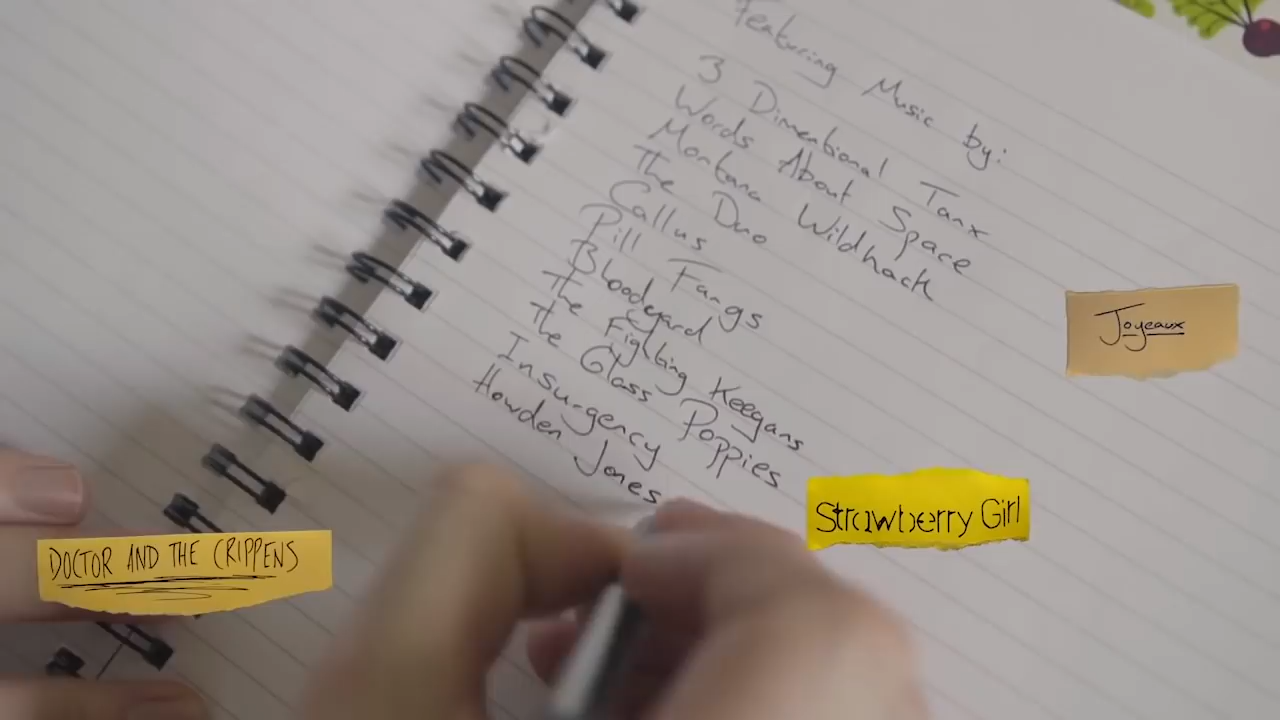 Featuring Music by:
3 Dimentional Tanx
Words About Space
Montana Wildhack
The Duo
Callus
Pill Fangs
Bloodyard
The Fighting Keegans
The Glass Poppies
Insurgency
Howden Jones
Joyeaux
Strawberry Girl
DOCTOR AND THE CRIPPENS